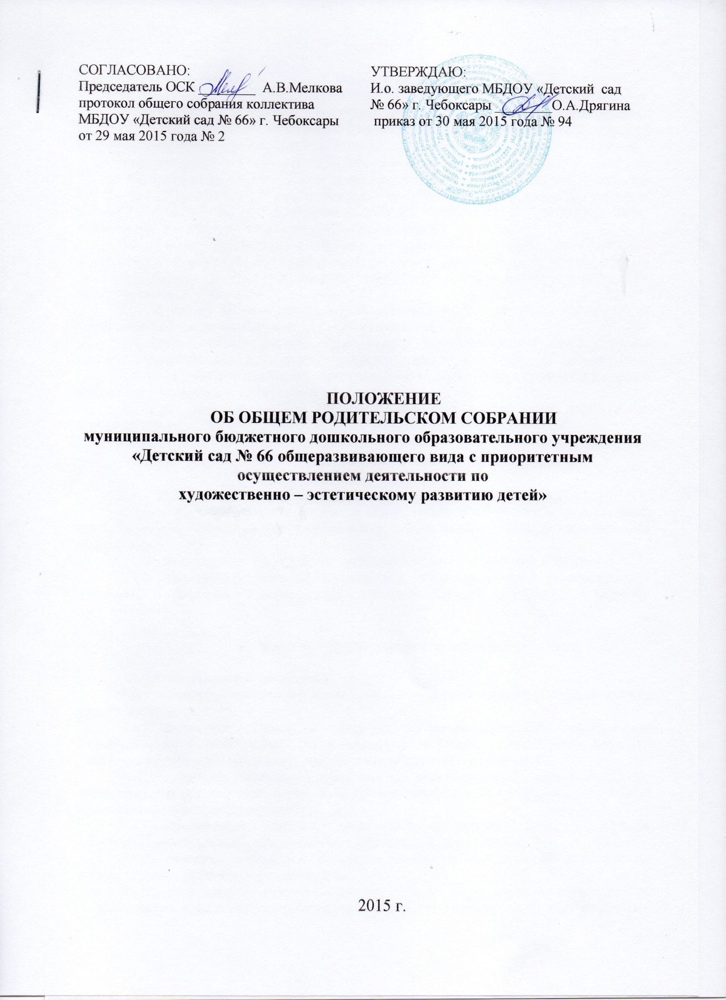 СОГЛАСОВАНО:
Председатель ОСК ________ А.В.Мелкова
протокол общего собрания коллектива
МБДОУ «Детский сад № 66» г. Чебоксары
от 29 мая 2015 года № 2
УТВЕРЖДАЮ:
И.о. заведующего МБДОУ «Детский сад
№ 66» г. Чебоксары ________ О.А.Дрягина
приказ от 30 мая 2015 года № 94
ПОЛОЖЕНИЕ
ОБ ОБЩЕМ РОДИТЕЛЬСКОМ СОБРАНИИ
муниципального бюджетного дошкольного образовательного учреждения
«Детский сад № 66 общеразвивающего вида с приоритетным
осуществлением деятельности по
художественно – эстетическому развитию детей»
2015 г.